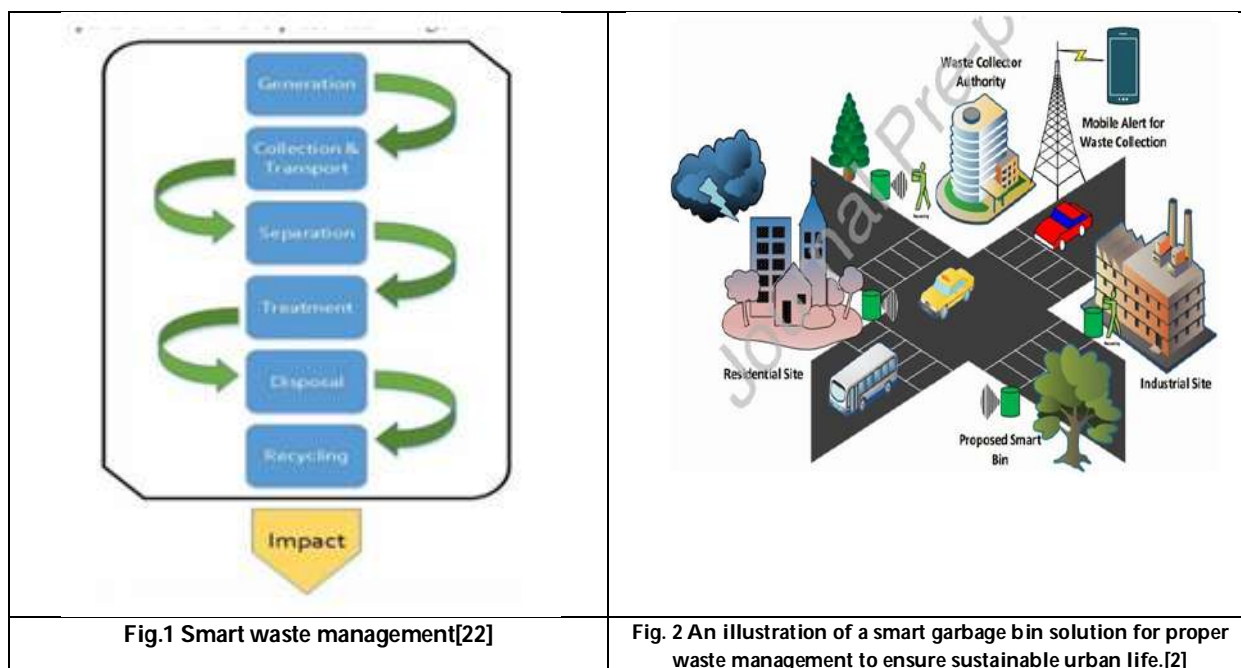 Generation
Collection &
Transport
Separation
Treatment
Disposal
Recycling
Impact
Fig.1 Smart waste management[22]
Journal Pre-p
Waste Collector
Authority
Mobile Alert for
Waste Collection
Residential Site
Industrial Site
Proposed Smart
Bin
Fig. 2 An illustration of a smart garbage bin solution for proper
waste management to ensure sustainable urban life.[2]